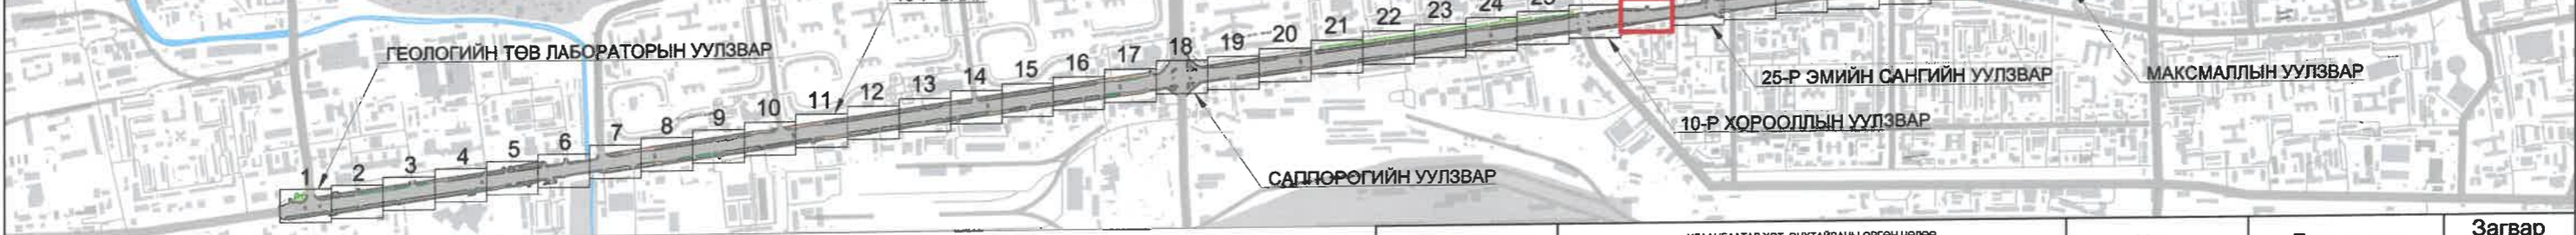 ГЕОЛОГИЙН ТӨВ ЛАБОРАТОРЫН УУЛЗВАР
1 2 3 4 5 6 7 8 9 10 11 12 13 14 15 16 17 18 19 20 21 22 23 24 25
25-Р ЭМИЙН САНГИЙН УУЛЗВАР
МАКСМАЛЛЫН УУЛЗВАР
10-Р ХОРООЛЛЫН УУЛЗВАР
САППОРОГИЙН УУЛЗВАР
Загвар